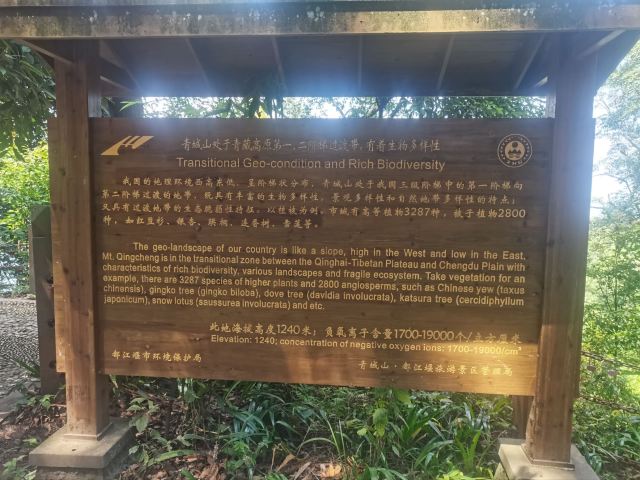 青城山处于青藏高原第一、二阶梯过渡带，有着生物多样性
Transitional Geo-condition and Rich Biodiversity
我国的地理环境西高东低，呈阶梯状分布，青城山处于我国三级阶梯中的第一阶梯向
第二阶梯过渡的地带，既具有丰富的生物多样性，景观多样性和自然地带多样性的特点；
又具有过渡地带的生态脆弱性特征。以植被为例，市域有高等植物3287种，被子植物2800
种，如红豆杉、银杏、珙桐、连香树、雪莲等。
The geo-landscape of our country is like a slope, high in the West and low in the East,
Mt. Qingcheng is in the transitional zone between the Qinghai-Tibetan Plateau and Chengdu Plain with
characteristics of rich biodiversity, various landscapes and fragile ecosystem. Take vegetation for an
example, there are 3287 species of higher plants and 2800 angiosperms, such as Chinese yew (taxus
chinensis), gingko tree (gingko biloba), dove tree (davidia involucrata), katsura tree (cercidiphyllum
japonicum), snow lotus (saussurea involucrata) and etc.
此地海拔高度1240米；负氧离子含量1700-19000个/立方厘米
Elevation: 1240; concentration of negative oxygen ions: 1700-19000/cm³
都江堰市环境保护局
青城山·都江堰旅游景区管理局